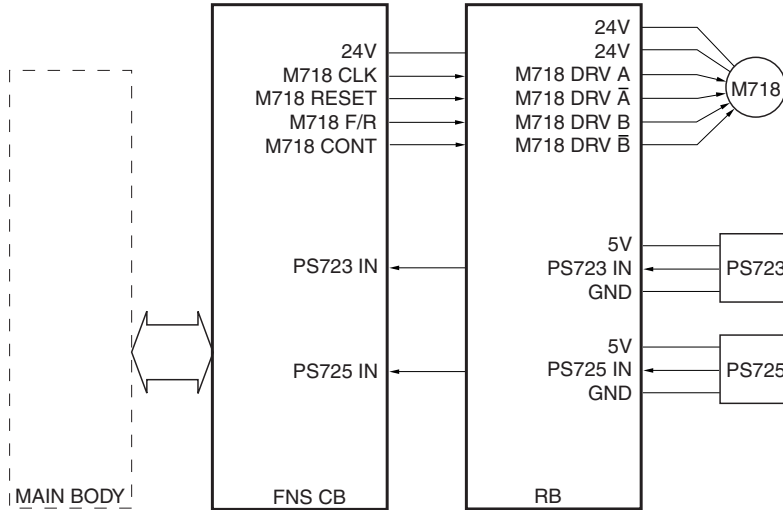 24V
M718 CLK
M718 RESET
M718 F/R
M718 CONT
PS723 IN
PS725 IN
24V
24V
M718 DRV A
M718 DRV A̅
M718 DRV B
M718 DRV B̅
M718
5V
PS723 IN
GND
PS723
5V
PS725 IN
GND
PS725
MAIN BODY
FNS CB
RB